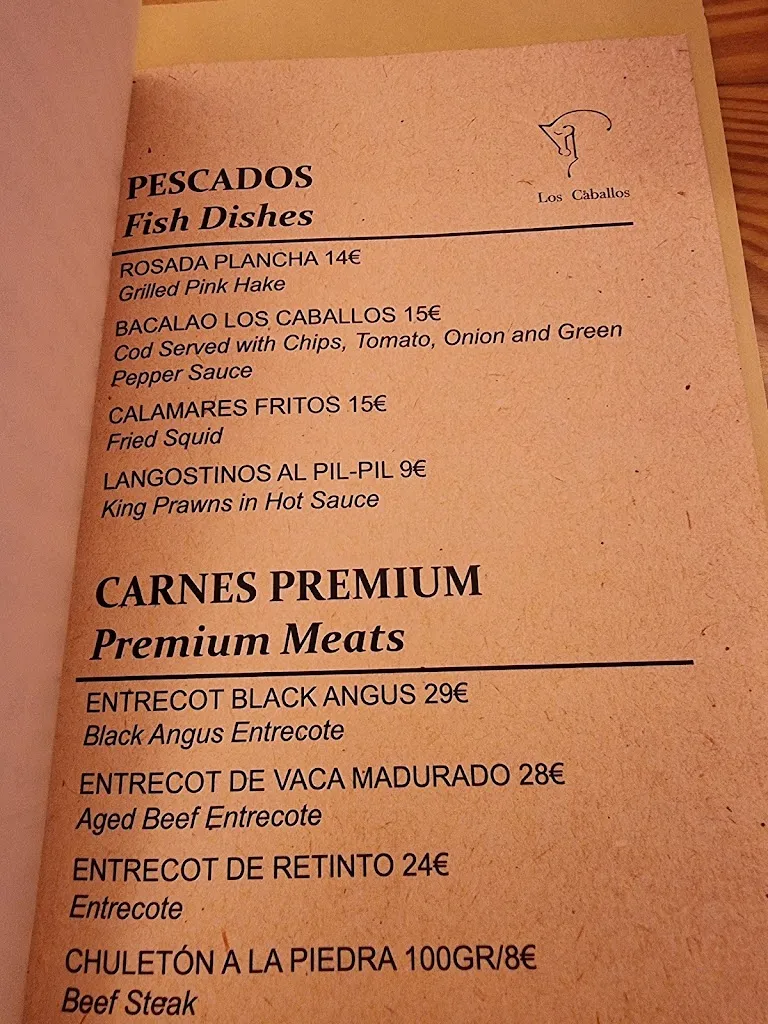 Los Caballos
PESCADOS
Fish Dishes
ROSADA PLANCHA 14€
Grilled Pink Hake
BACALAO LOS CABALLOS 15€
Cod Served with Chips, Tomato, Onion and Green
Pepper Sauce
CALAMARES FRITOS 15€
Fried Squid
LANGOSTINOS AL PIL-PIL 9€
King Prawns in Hot Sauce
CARNES PREMIUM
Premium Meats
ENTRECOT BLACK ANGUS 29€
Black Angus Entrecote
ENTRECOT DE VACA MADURADO 28€
Aged Beef Entrecote
ENTRECOT DE RETINTO 24€
Entrecote
CHULETÓN A LA PIEDRA 100GR/8€
Beef Steak